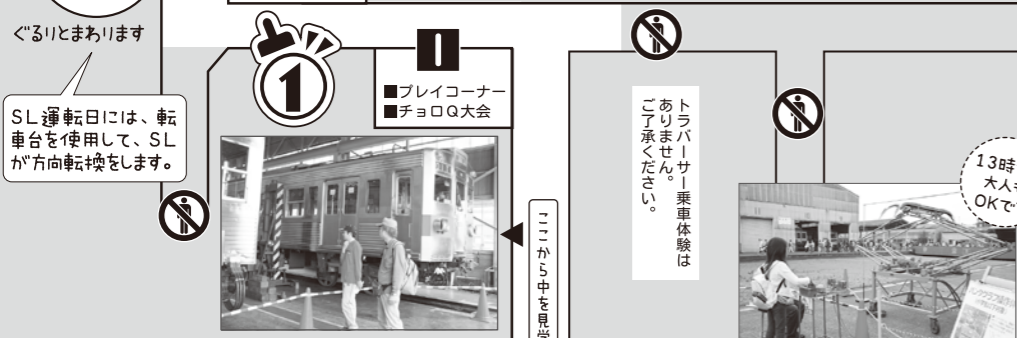 ぐるりとまわります
SL運転日には、転
車台を使用して、SL
が方向転換をします。
1
I
■プレイコーナー
■チョロQ大会
ここから中を見学
トラバーサー乗車体験は
ありません。
ご了承ください。
13時
大人
OKで